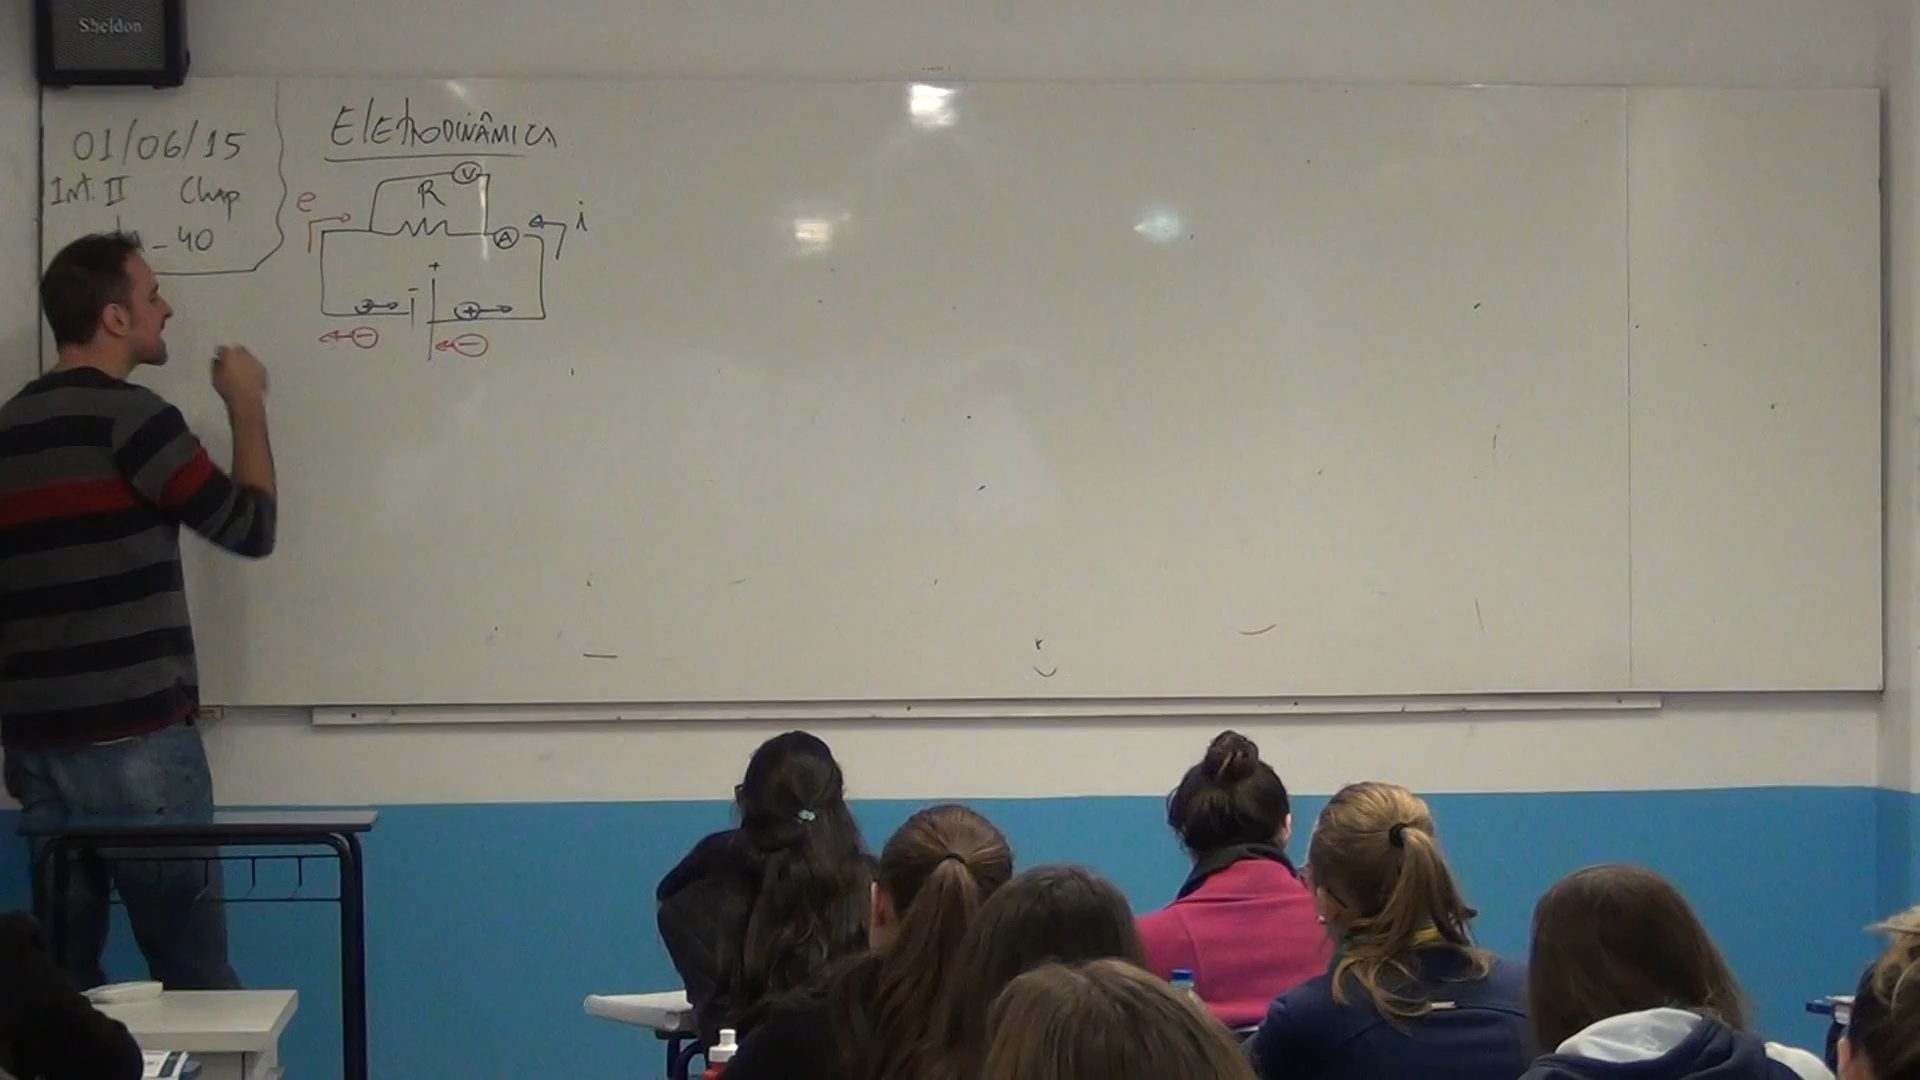 Sheldon
01/06/15
Int. II Chap
40
Eletrodinâmica
V
R
e
i
A
+
-
+
- -